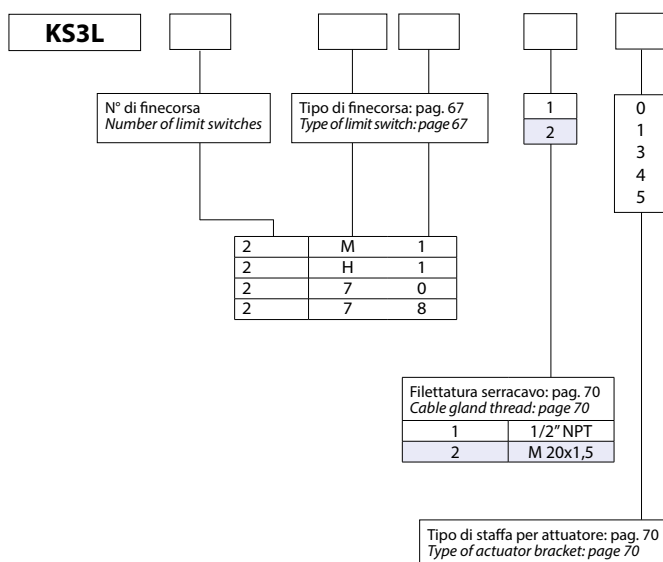 KS3L
N° di finecorsa
Number of limit switches
Tipo di finecorsa: pag. 67
Type of limit switch: page 67
1
2
0
1
3
4
5
2 M 1
2 H 1
2 7 0
2 7 8
Filettatura serracavo: pag. 70
Cable gland thread: page 70
1 1/2” NPT
2 M 20x1,5
Tipo di staffa per attuatore: pag. 70
Type of actuator bracket: page 70